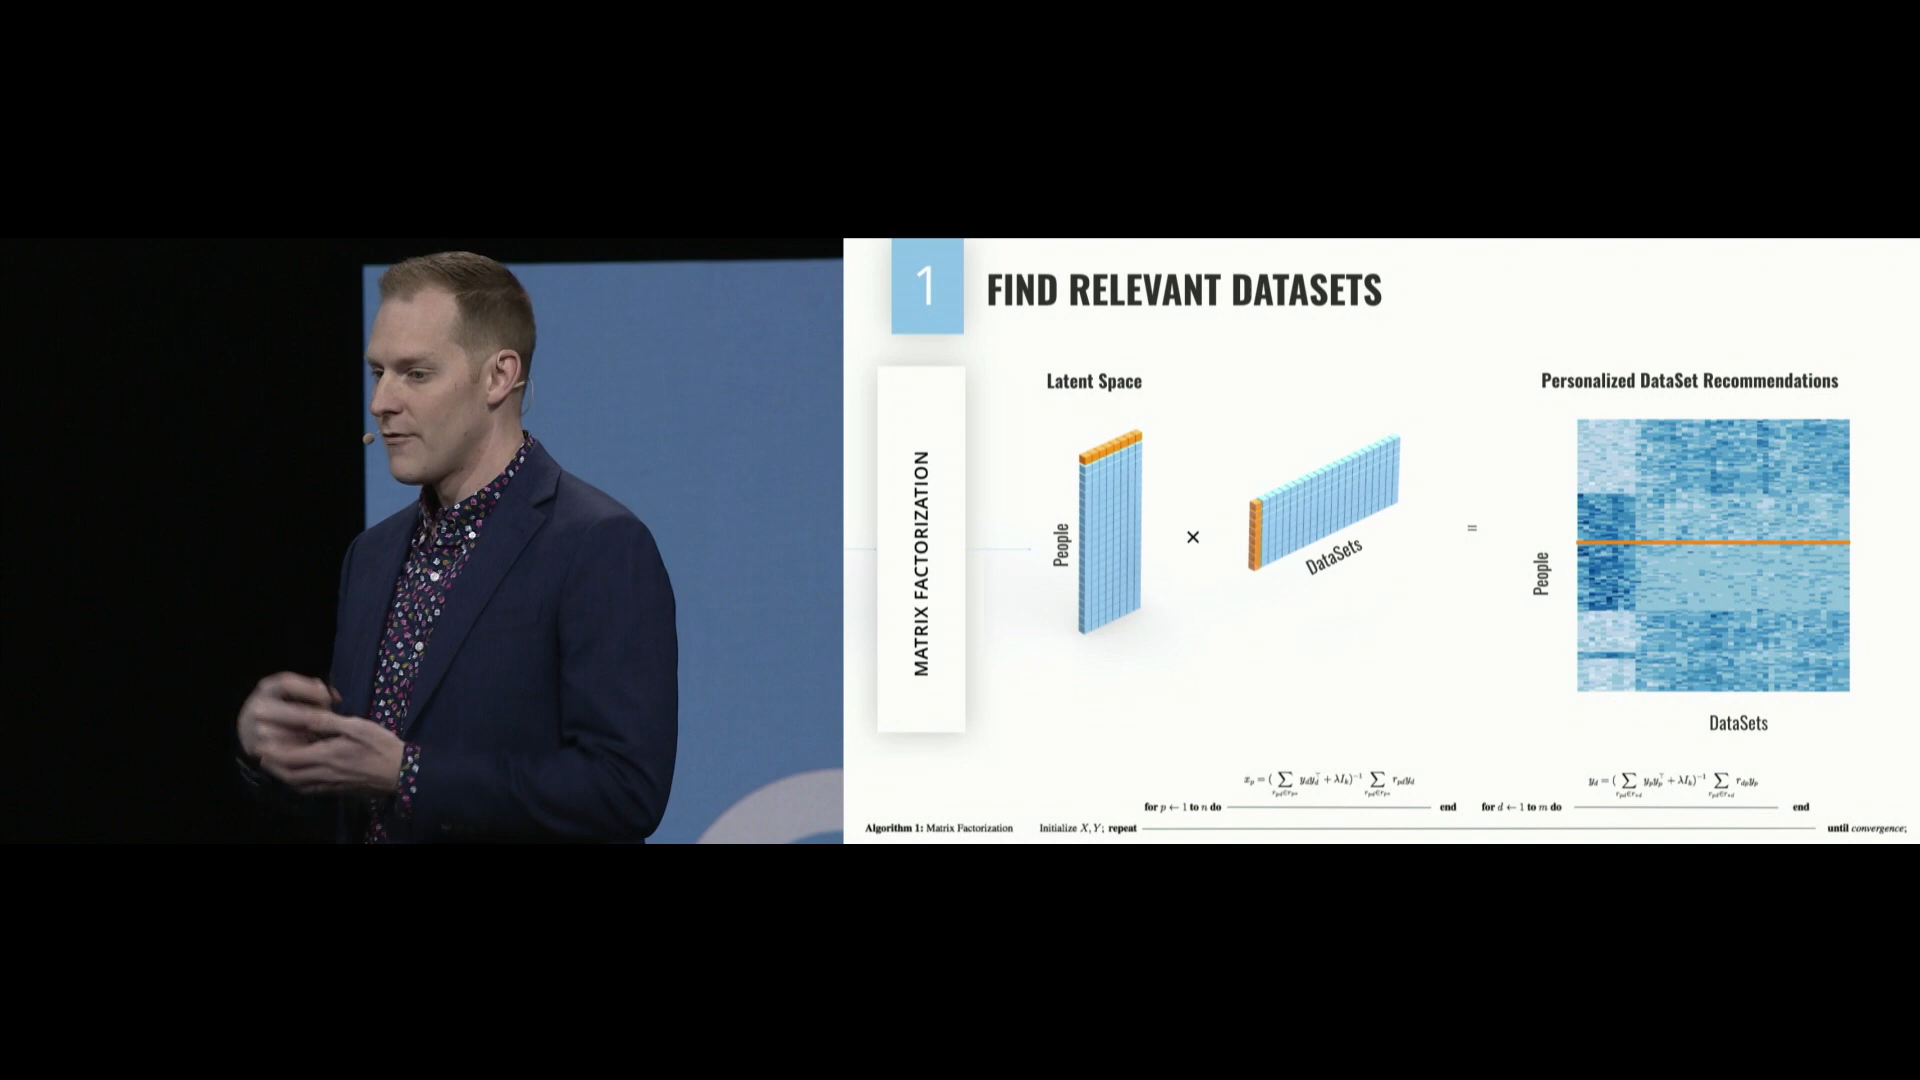 1
FIND RELEVANT DATASETS
MATRIX FACTORIZATION
Latent Space
People
×
DataSets
=
Personalized DataSet Recommendations
People
DataSets
Algorithm 1: Matrix Factorization
Initialize X, Y; repeat
for p ← 1 to n do
end
for d ← 1 to m do
end
until convergence;